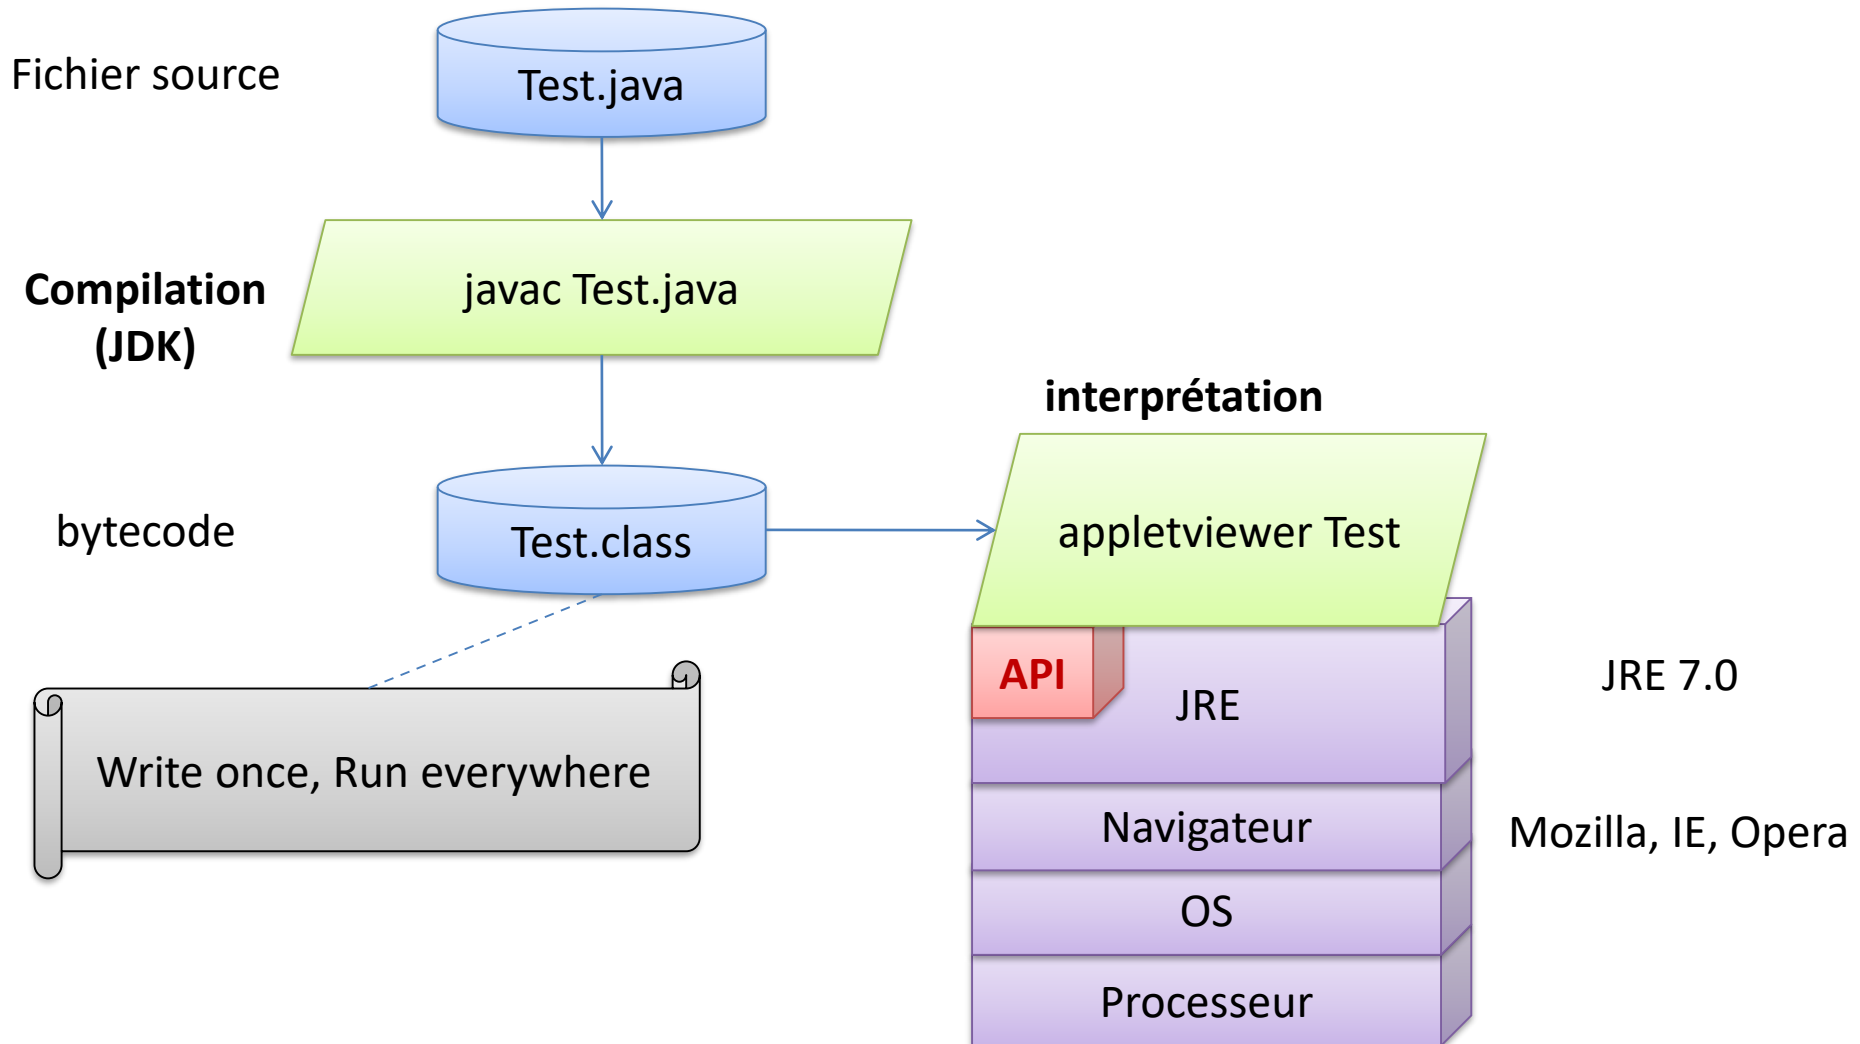 Fichier source
Test.java
Compilation
(JDK)
javac Test.java
interprétation
bytecode
Test.class
appletviewer Test
API
JRE
JRE 7.0
Write once, Run everywhere
Navigateur
Mozilla, IE, Opera
OS
Processeur